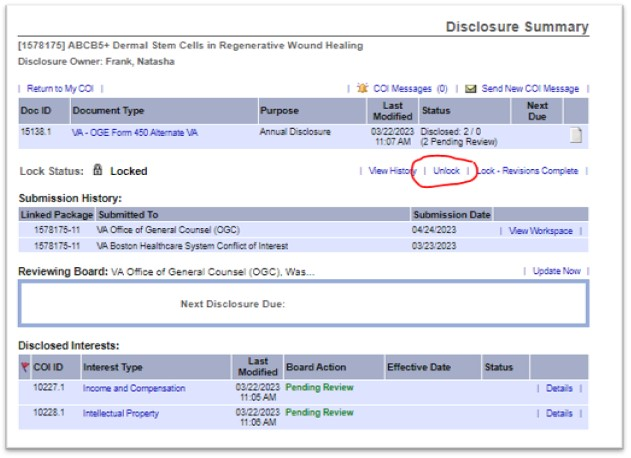 Disclosure Summary
[1578175] ABCB5+ Dermal Stem Cells in Regenerative Wound Healing
Disclosure Owner: Frank, Natasha
| Return to My COI | | COI Messages (0) | Send New COI Message |
Doc ID Document Type Purpose Last Modified Status Next Due
15138.1 VA - OGE Form 450 Alternate VA Annual Disclosure 03/22/2023 Disclosed: 2 / 0
11:07 AM (2 Pending Review)
Lock Status: Locked | View History | Unlock | Lock - Revisions Complete |
Submission History:
Linked Package Submitted To Submission Date
1578175-11 VA Office of General Counsel (OGC) 04/24/2023 | View Workspace |
1578175-11 VA Boston Healthcare System Conflict of Interest 03/23/2023
Reviewing Board: VA Office of General Counsel (OGC), Was... | Update Now |
Next Disclosure Due:
Disclosed Interests:
COI ID Interest Type Last Modified Board Action Effective Date Status
10227.1 Income and Compensation 03/22/2023 Pending Review | Details |
11:05 AM
10228.1 Intellectual Property 03/22/2023 Pending Review | Details |
11:06 AM